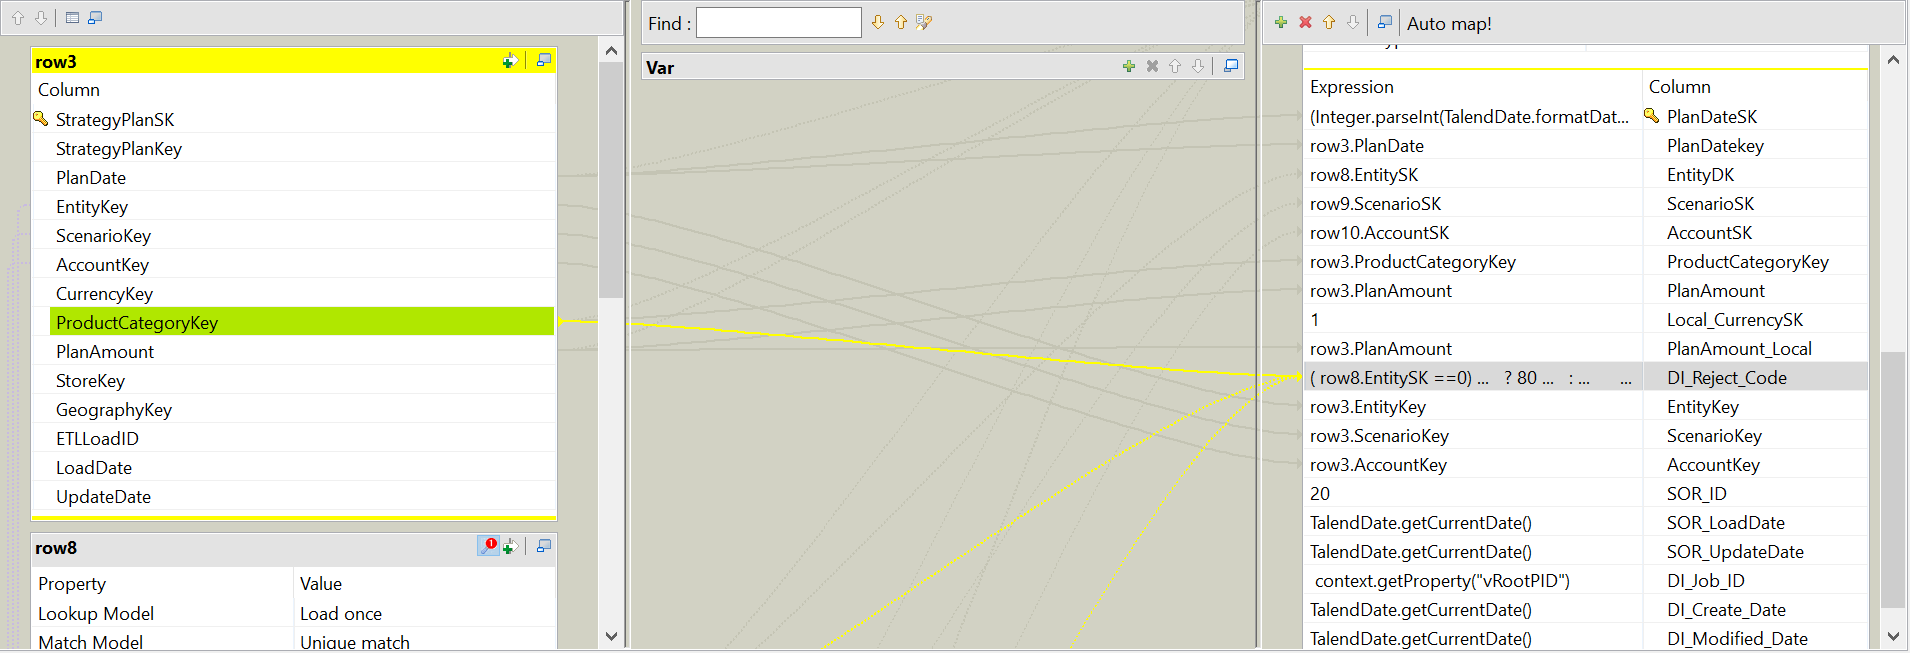 row3
Column
StrategyPlanSK
StrategyPlanKey
PlanDate
EntityKey
ScenarioKey
AccountKey
CurrencyKey
ProductCategoryKey
PlanAmount
StoreKey
GeographyKey
ETLLoadID
LoadDate
UpdateDate
row8
Property Value
Lookup Model Load once
Match Model Unique match
Find :
Var
Auto map!
Expression Column
(Integer.parseInt(TalendDate.formatDat... PlanDateSK
row3.PlanDate PlanDatekey
row8.EntitySK EntityDK
row9.ScenarioSK ScenarioSK
row10.AccountSK AccountSK
row3.ProductCategoryKey ProductCategoryKey
row3.PlanAmount PlanAmount
1 Local_CurrencySK
row3.PlanAmount PlanAmount_Local
( row8.EntitySK ==0) ... ? 80 ... : ... ... DI_Reject_Code
row3.EntityKey EntityKey
row3.ScenarioKey ScenarioKey
row3.AccountKey AccountKey
20 SOR_ID
TalendDate.getCurrentDate() SOR_LoadDate
TalendDate.getCurrentDate() SOR_UpdateDate
context.getProperty("vRootPID") DI_Job_ID
TalendDate.getCurrentDate() DI_Create_Date
TalendDate.getCurrentDate() DI_Modified_Date